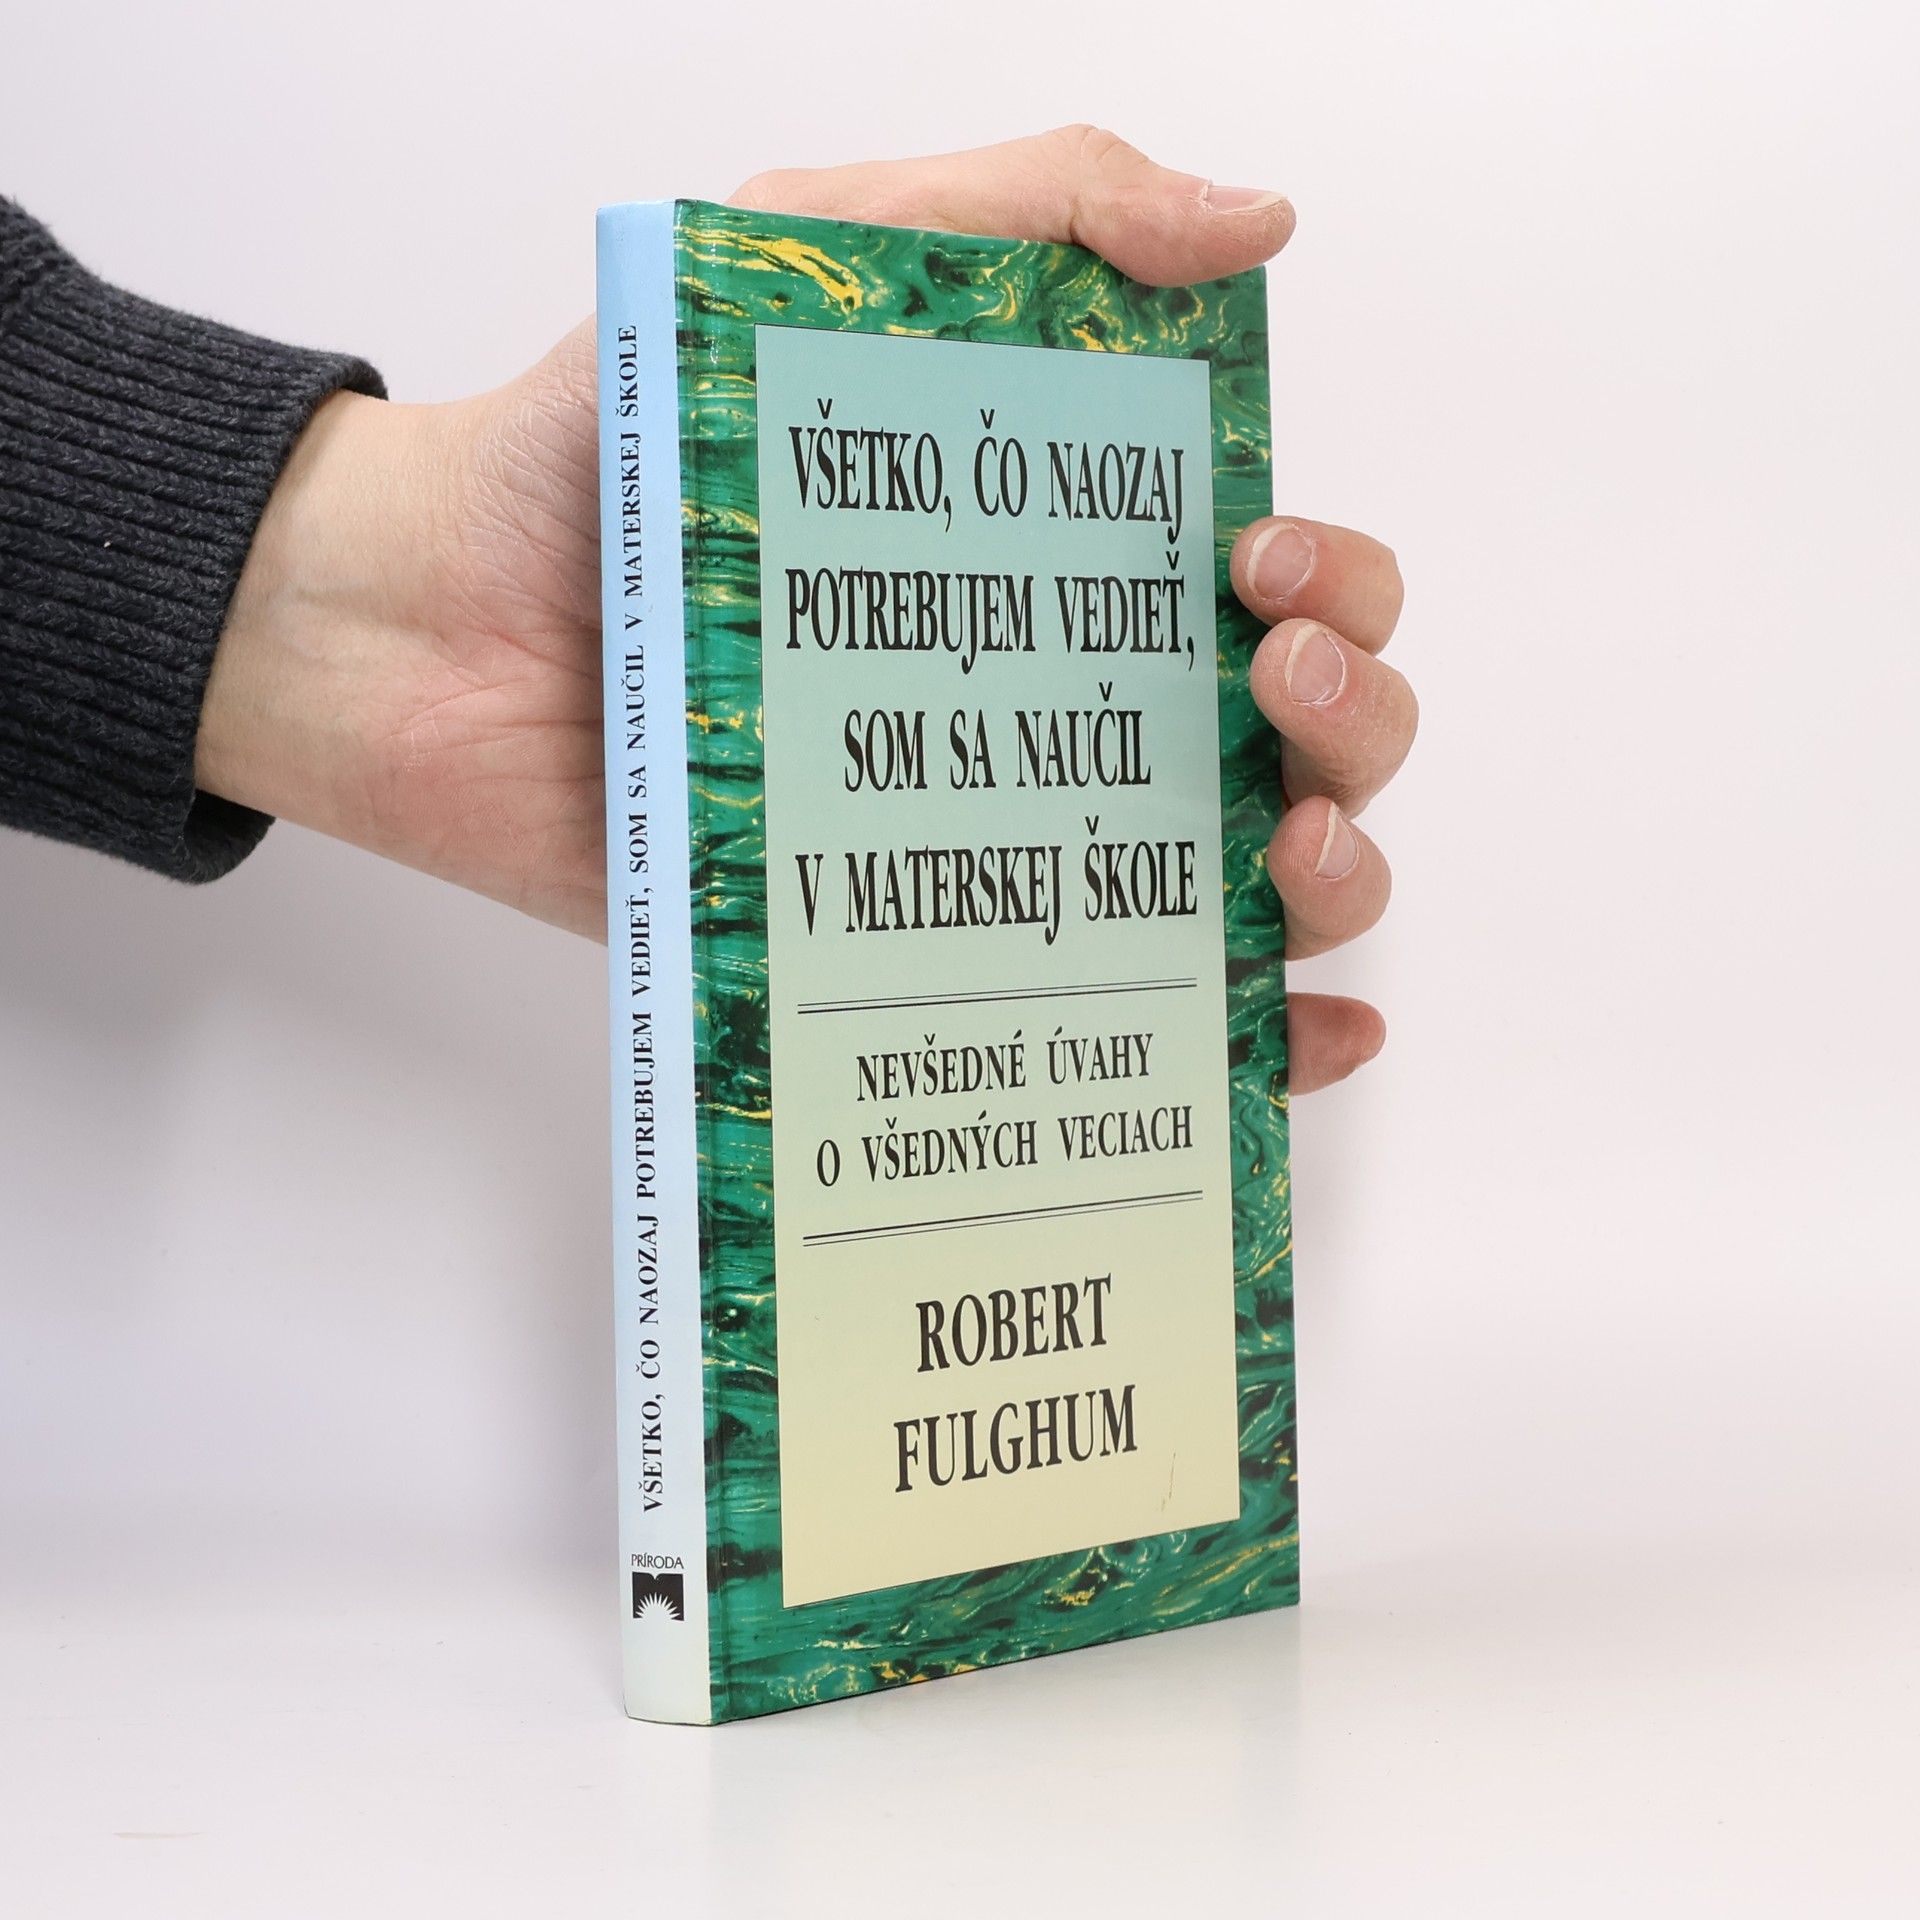 VŠETKO, ČO NAOZAJ POTREBUJEM VEDIEŤ, SOM SA NAUČIL V MATERSKEJ ŠKOLE
PRÍRODA
VŠETKO, ČO NAOZAJ
POTREBUJEM VEDIEŤ,
SOM SA NAUČIL
V MATERSKEJ ŠKOLE
NEVŠEDNÉ ÚVAHY
O VŠEDNÝCH VECIACH
ROBERT
FULGHUM